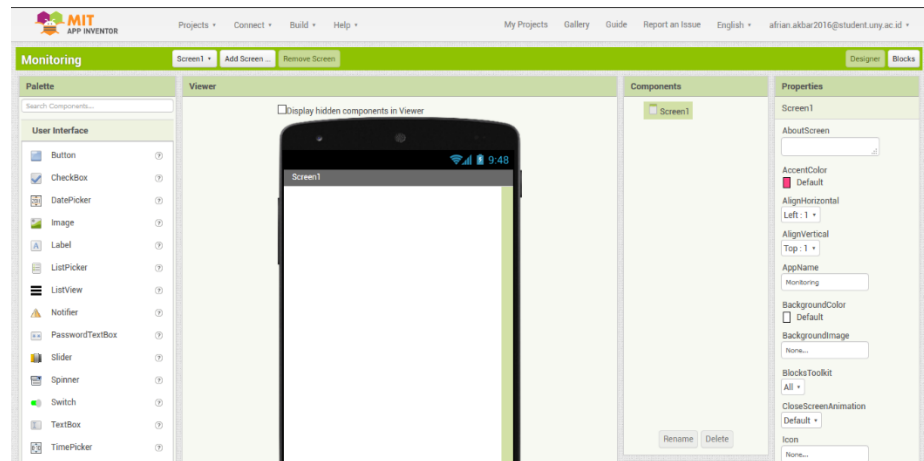 MIT
APP INVENTOR
Projects Connect Build Help My Projects Gallery Guide Report an Issue English afrian.akbar2016@student.uny.ac.id
Monitoring Screen1 Add Screen ... Remove Screen Designer Blocks
Palette
Search Components...
User Interface
Button ?
CheckBox ?
DatePicker ?
Image ?
A Label ?
ListPicker ?
ListView ?
Notifier ?
PasswordTextBox ?
Slider ?
Spinner ?
Switch ?
TextBox ?
TimePicker ?
Viewer
Display hidden components in Viewer
9:48
Screen1
Components
Screen1
Rename Delete
Properties
Screen1
AboutScreen
AccentColor
Default
AlignHorizontal
Left : 1
AlignVertical
Top : 1
AppName
Monitoring
BackgroundColor
Default
BackgroundImage
None...
BlocksToolkit
All
CloseScreenAnimation
Default
Icon
None...